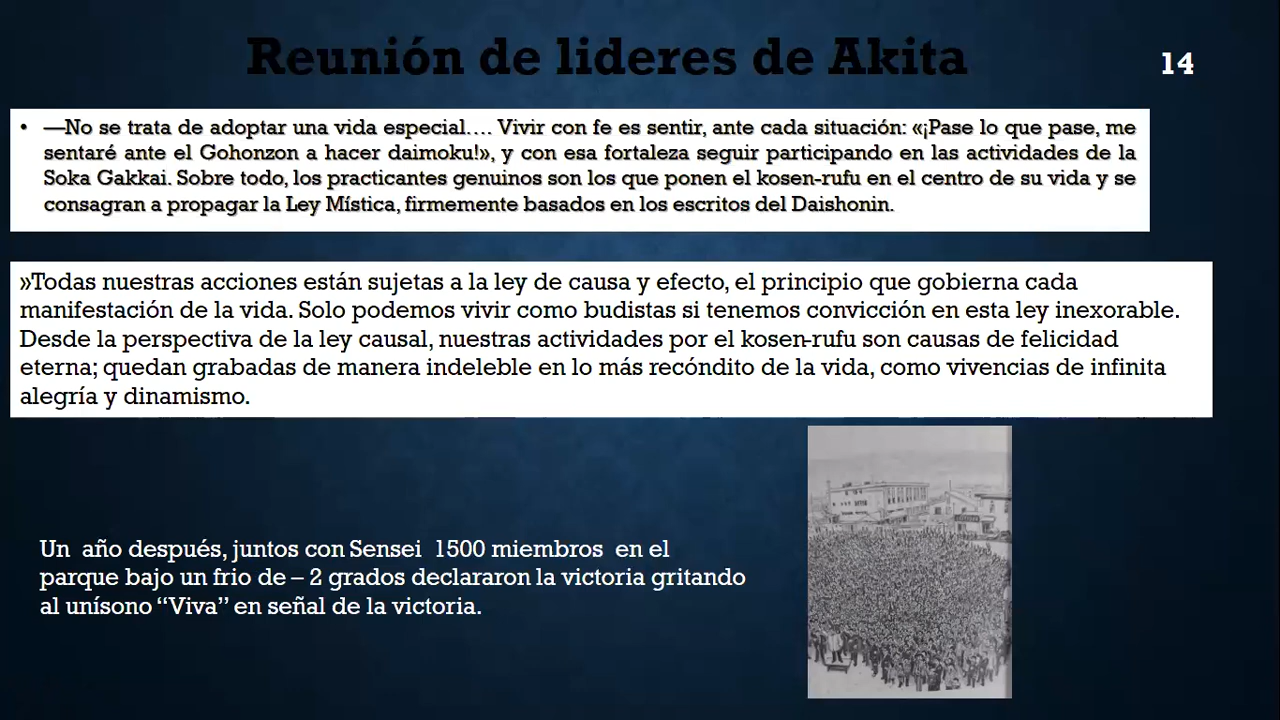 Reunión de lideres de Akita
14
• —No se trata de adoptar una vida especial…. Vivir con fe es sentir, ante cada situación: «¡Pase lo que pase, me
sentaré ante el Gohonzon a hacer daimoku!», y con esa fortaleza seguir participando en las actividades de la
Soka Gakkai. Sobre todo, los practicantes genuinos son los que ponen el kosen-rufu en el centro de su vida y se
consagran a propagar la Ley Mística, firmemente basados en los escritos del Daishonin.
»Todas nuestras acciones están sujetas a la ley de causa y efecto, el principio que gobierna cada
manifestación de la vida. Solo podemos vivir como budistas si tenemos convicción en esta ley inexorable.
Desde la perspectiva de la ley causal, nuestras actividades por el kosen-rufu son causas de felicidad
eterna; quedan grabadas de manera indeleble en lo más recóndito de la vida, como vivencias de infinita
alegría y dinamismo.
Un año después, juntos con Sensei 1500 miembros en el
parque bajo un frio de – 2 grados declararon la victoria gritando
al unísono “Viva” en señal de la victoria.